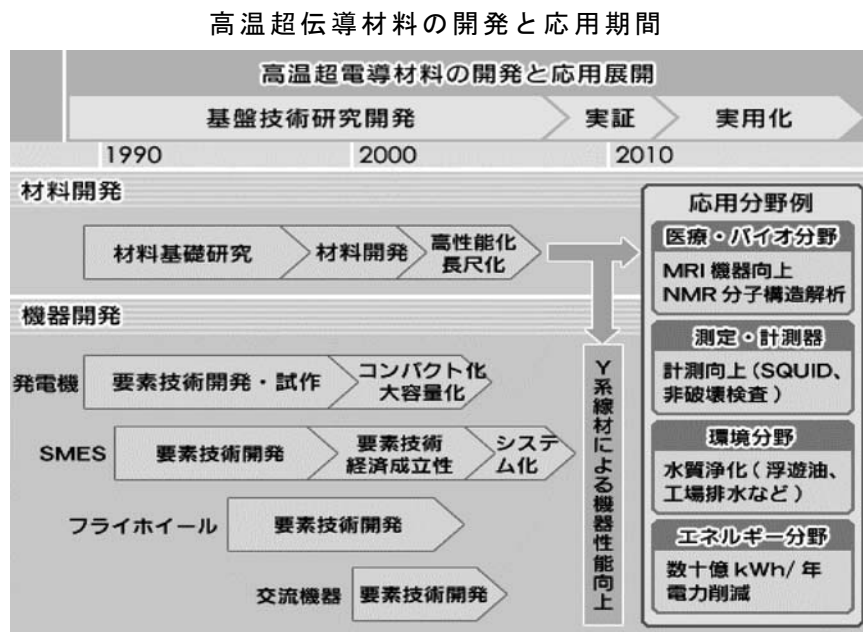 高温超伝導材料の開発と応用期間
高温超電導材料の開発と応用展開
基盤技術研究開発
実証
実用化
1990
2000
2010
材料開発
材料基礎研究
材料開発
高性能化
長尺化
機器開発
発電機
要素技術開発・試作
コンパクト化
大容量化
SMES
要素技術開発
要素技術
経済成立性
システ
ム化
フライホイール
要素技術開発
交流機器
要素技術開発
Y系線材による機器性能向上
応用分野例
医療・バイオ分野
MRI機器向上
NMR分子構造解析
測定・計測器
計測向上(SQUID、
非破壊検査)
環境分野
水質浄化(浮遊油、
工場排水など)
エネルギー分野
数十億kWh/年
電力削減